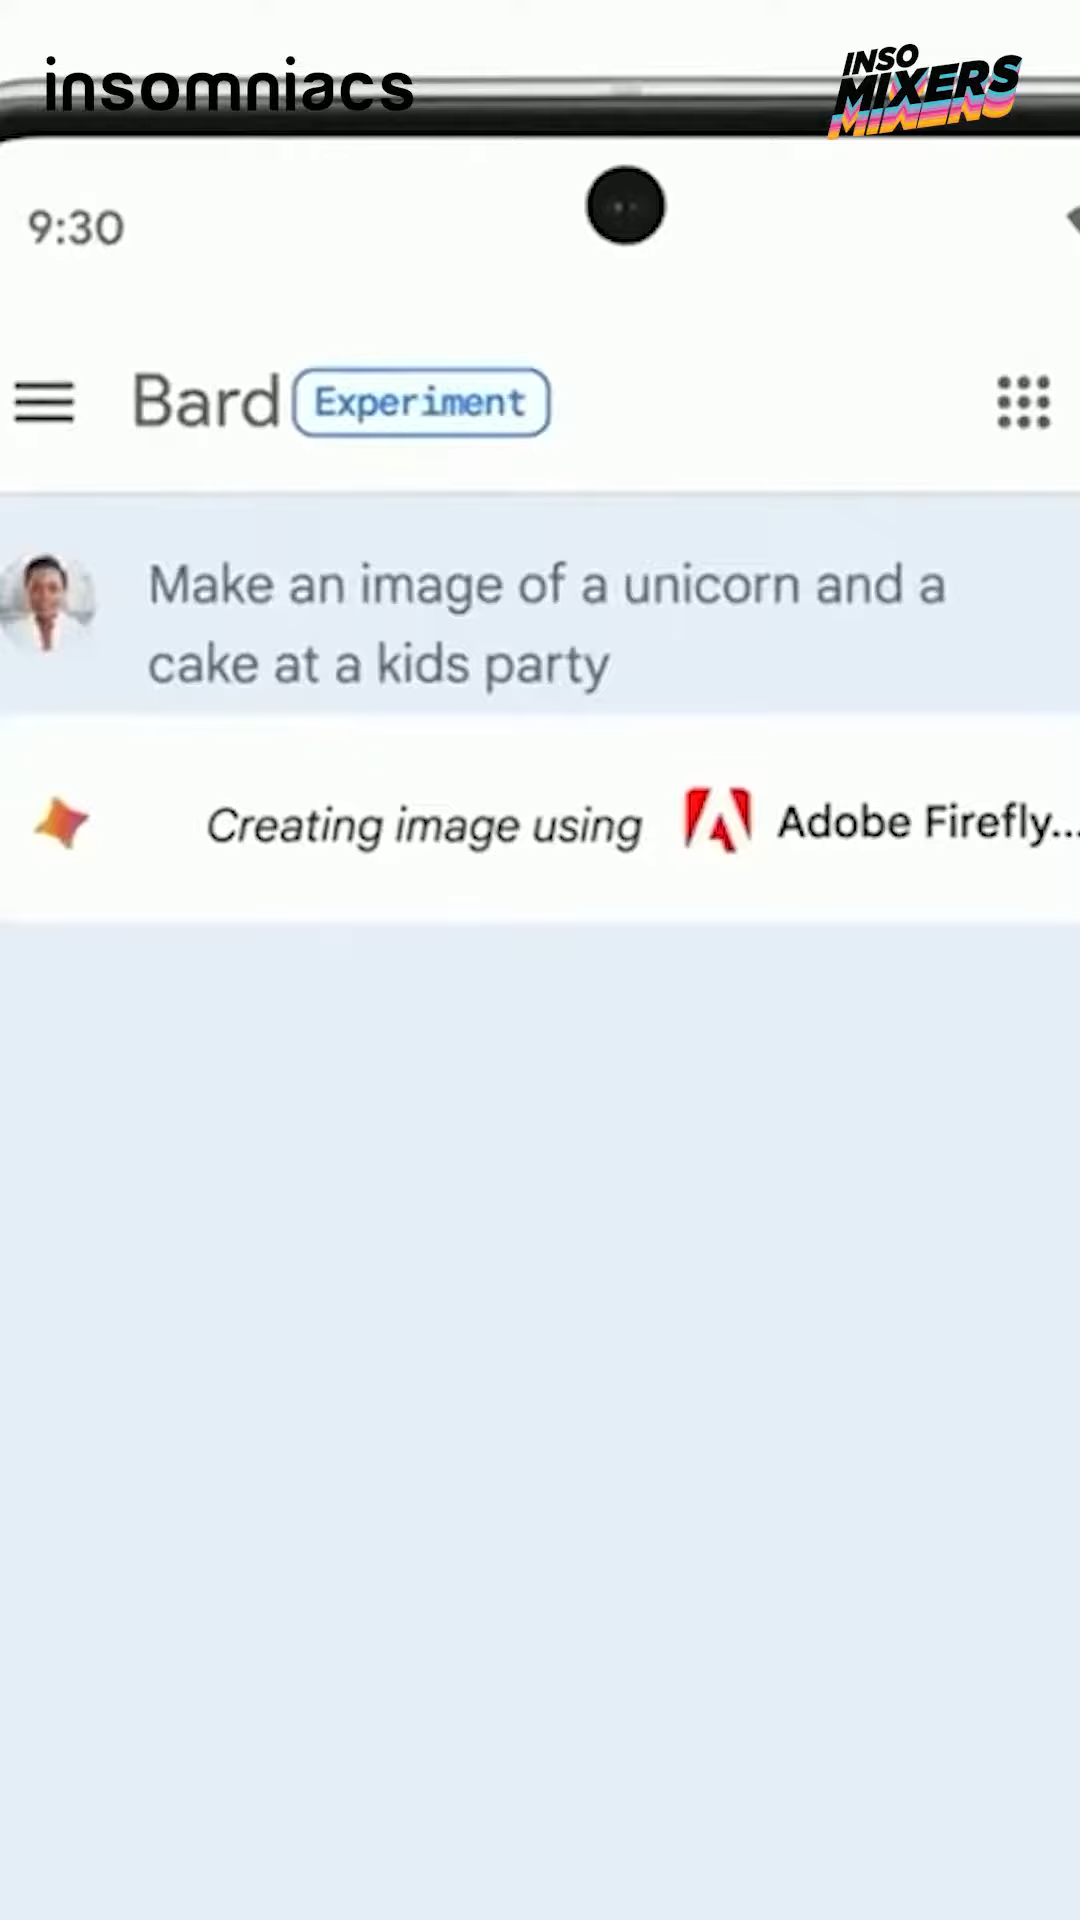 insomniacs
INSO
MIXERS
9:30
Bard Experiment
Make an image of a unicorn and a
cake at a kids party
Creating image using Adobe Firefly...